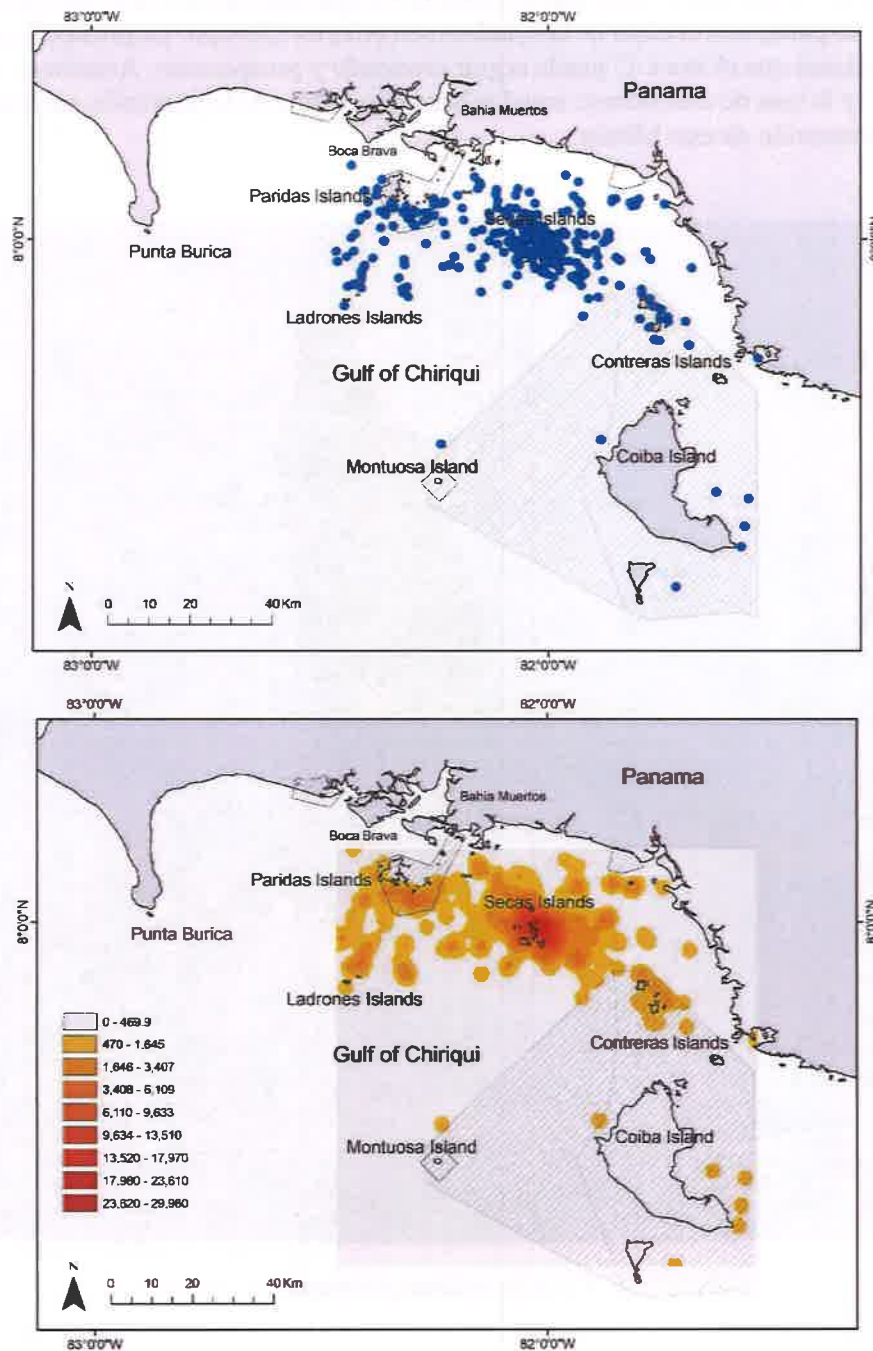 83°0'0"W
82°0'0"W
Panama
Bahia Muertos
Boca Brava
Paridas Islands
Secas Islands
8°0'0"N
Punta Burica
Ladrones Islands
Contreras Islands
Gulf of Chiriqui
Montuosa Island
Coiba Island
N
0 10 20 40 Km
83°0'0"W
82°0'0"W
83°0'0"W
82°0'0"W
Panama
Bahia Muertos
Boca Brava
Paridas Islands
Secas Islands
8°0'0"N
8°0'0"N
Punta Burica
Ladrones Islands
0 - 469.9
470 - 1,645
1,646 - 3,407
3,408 - 6,109
6,110 - 9,633
9,634 - 13,510
13,520 - 17,970
17,980 - 23,610
23,620 - 29,960
Gulf of Chiriqui
Contreras Islands
Montuosa Island
Coiba Island
N
0 10 20 40 Km
83°0'0"W
82°0'0"W